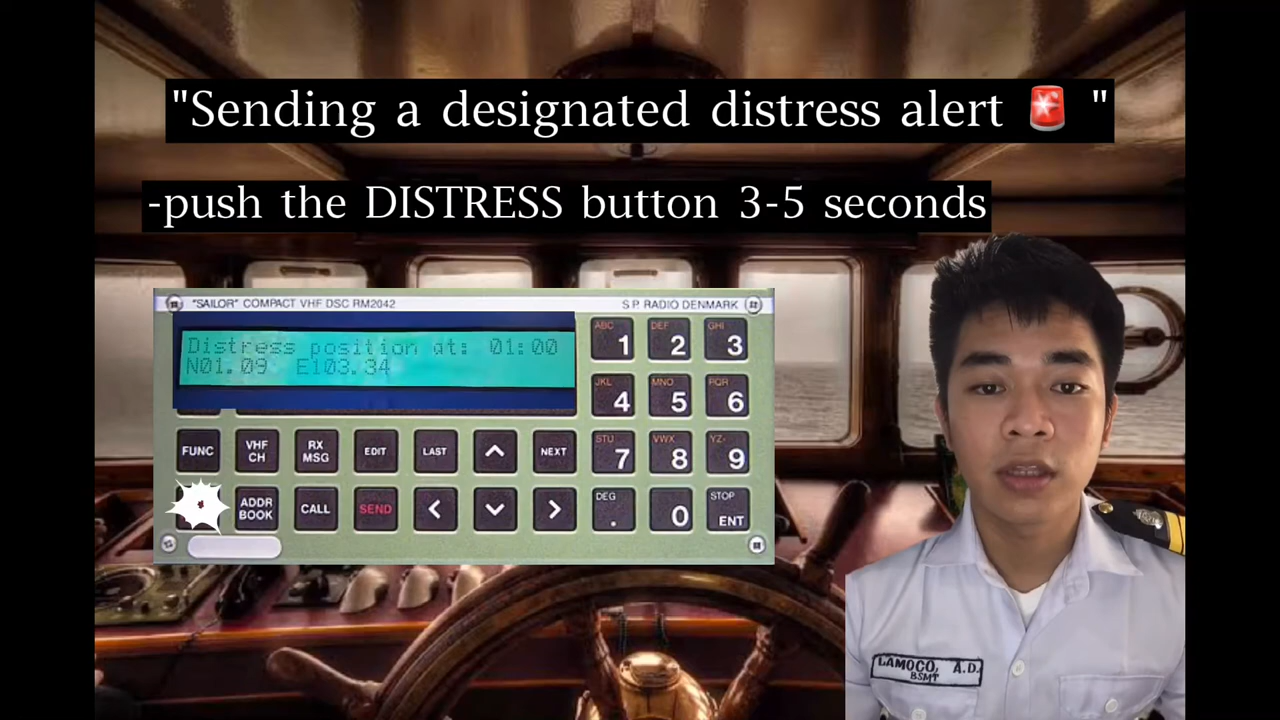 "Sending a designated distress alert 🚨 "
-push the DISTRESS button 3-5 seconds
"SAILOR" COMPACT VHF DSC RM2042 S.P. RADIO DENMARK
Distress position at: 01:00
N01.09 E103.34
ABC 1 DEF 2 GHI 3
JKL 4 MNO 5 PQR 6
FUNC VHF CH RX MSG EDIT LAST NEXT STU 7 VWX 8 YZ- 9
ADDR BOOK CALL SEND DEG . 0 STOP ENT
LAMOCO, A.D.
BSMT